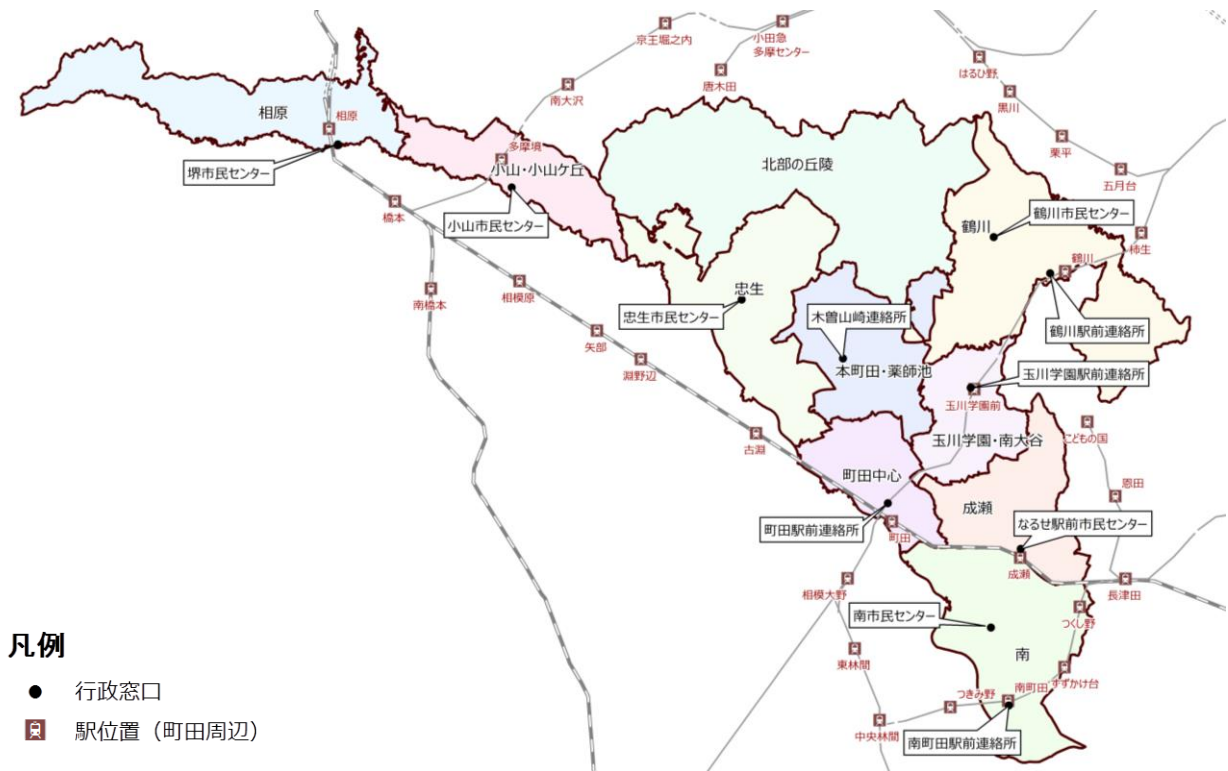 京王堀之内
小田急
多摩センター
唐木田
はるひ野
黒川
南大沢
栗平
五月台
相原
相原
多摩境
小山・小山ケ丘
北部の丘陵
堺市民センター
橋本
小山市民センター
鶴川市民センター
鶴川
柿生
鶴川
南橋本
相模原
忠生
忠生市民センター
木曽山崎連絡所
鶴川駅前連絡所
矢部
淵野辺
本町田・薬師池
玉川学園駅前連絡所
玉川学園前
古淵
玉川学園・南大谷
こどもの国
町田中心
恩田
成瀬
町田駅前連絡所
町田
なるせ駅前市民センター
成瀬
長津田
相模大野
南市民センター
つくし野
東林間
南
すずかけ台
つきみ野
南町田
中央林間
南町田駅前連絡所
凡例
行政窓口
駅位置（町田周辺）